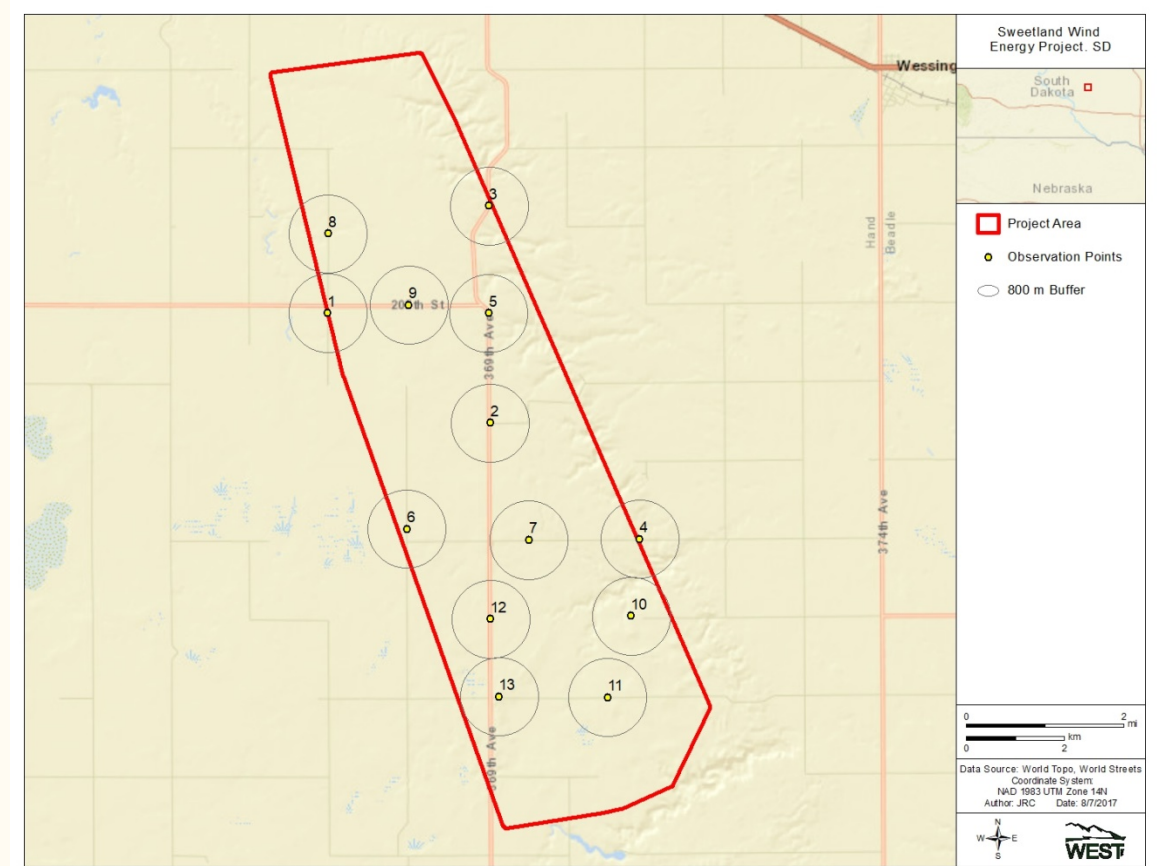 Wessing
3
8
9
1
20 th St
5
369th Ave
2
Hand
Beadle
6
7
4
374th Ave
12
10
13
11
369th Ave
Sweetland Wind
Energy Project. SD
South
Dakota
Nebraska
Project Area
Observation Points
800 m Buffer
0 2 mi
km
0 2
Data Source: World Topo, World Streets
Coordinate System:
NAD 1983 UTM Zone 14N
Author: JRC Date: 8/7/2017
N
W E
S
WEST